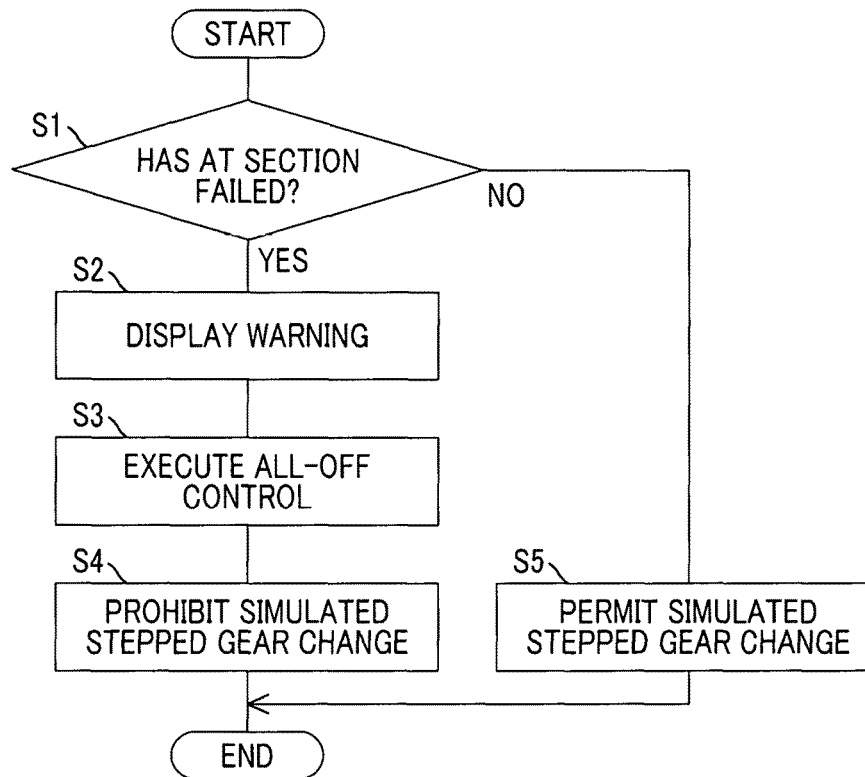 START
S1
HAS AT SECTION
FAILED?
NO
YES
S2
DISPLAY WARNING
S3
EXECUTE ALL-OFF
CONTROL
S4
PROHIBIT SIMULATED
STEPPED GEAR CHANGE
S5
PERMIT SIMULATED
STEPPED GEAR CHANGE
END